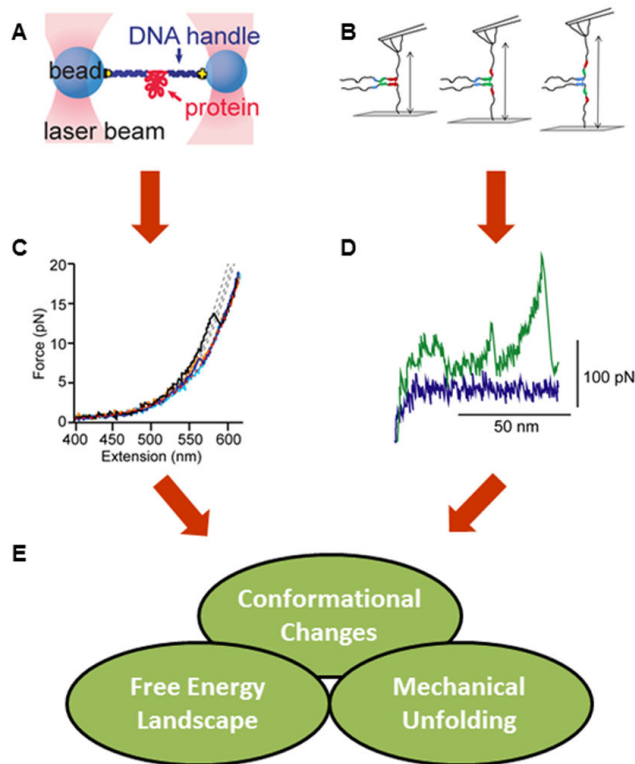 A
DNA handle
bead
protein
laser beam
B
C
20
15
10
5
0
Force (pN)
400 450 500 550 600
Extension (nm)
D
100 pN
50 nm
E
Conformational
Changes
Free Energy
Landscape
Mechanical
Unfolding